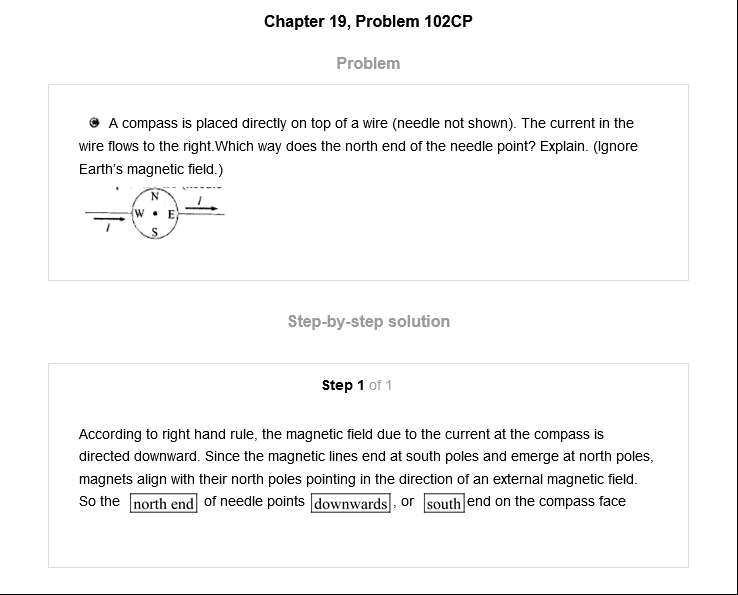 Chapter 19, Problem 102CP
Problem
A compass is placed directly on top of a wire (needle not shown). The current in the
wire flows to the right.Which way does the north end of the needle point? Explain. (Ignore
Earth's magnetic field.)
N
I
W E
I
S
Step-by-step solution
Step 1 of 1
According to right hand rule, the magnetic field due to the current at the compass is
directed downward. Since the magnetic lines end at south poles and emerge at north poles,
magnets align with their north poles pointing in the direction of an external magnetic field.
So the north end of needle points downwards, or south end on the compass face